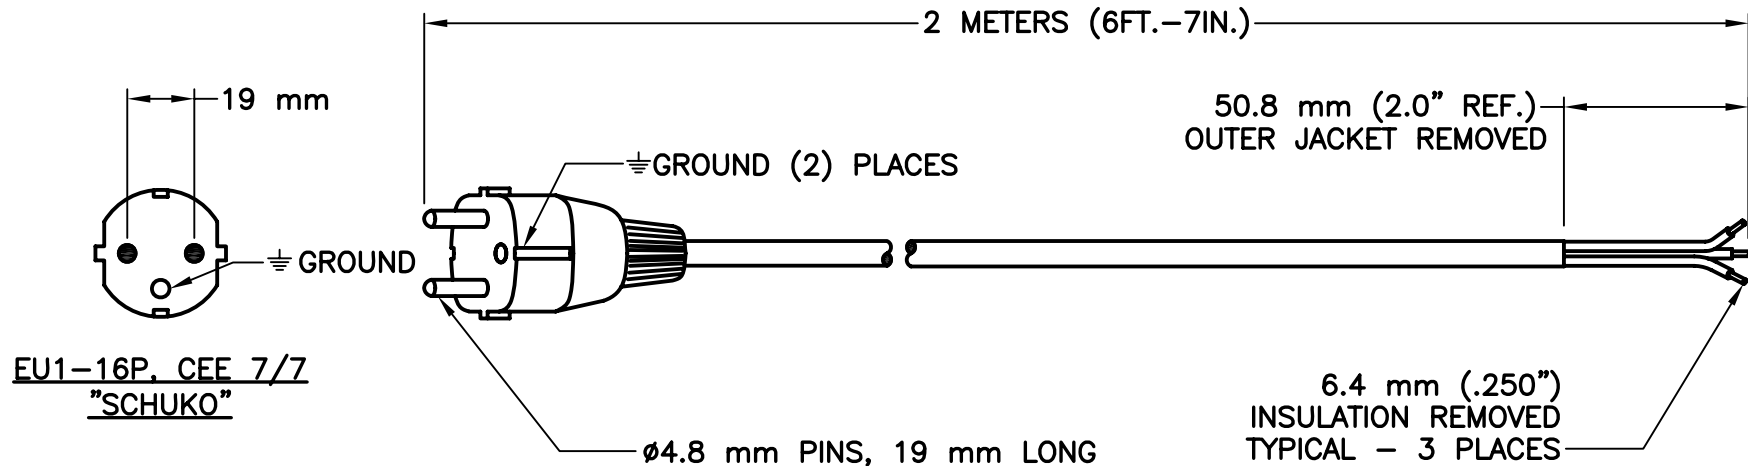 2 METERS (6FT.-7IN.)
19 mm
50.8 mm (2.0" REF.)
OUTER JACKET REMOVED
GROUND (2) PLACES
GROUND
EU1-16P, CEE 7/7
"SCHUKO"
6.4 mm (.250")
INSULATION REMOVED
TYPICAL - 3 PLACES
ø4.8 mm PINS, 19 mm LONG